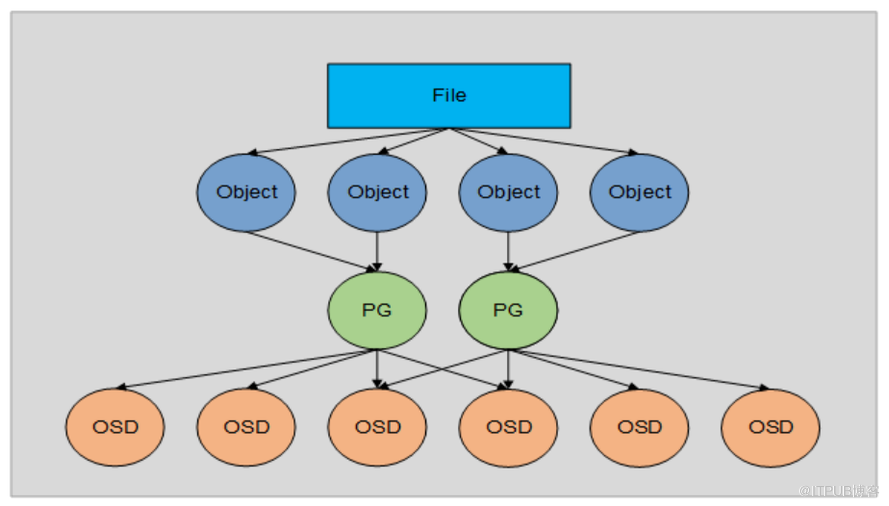 File
Object Object Object Object
PG PG
OSD OSD OSD OSD OSD OSD
@ITPUB博客